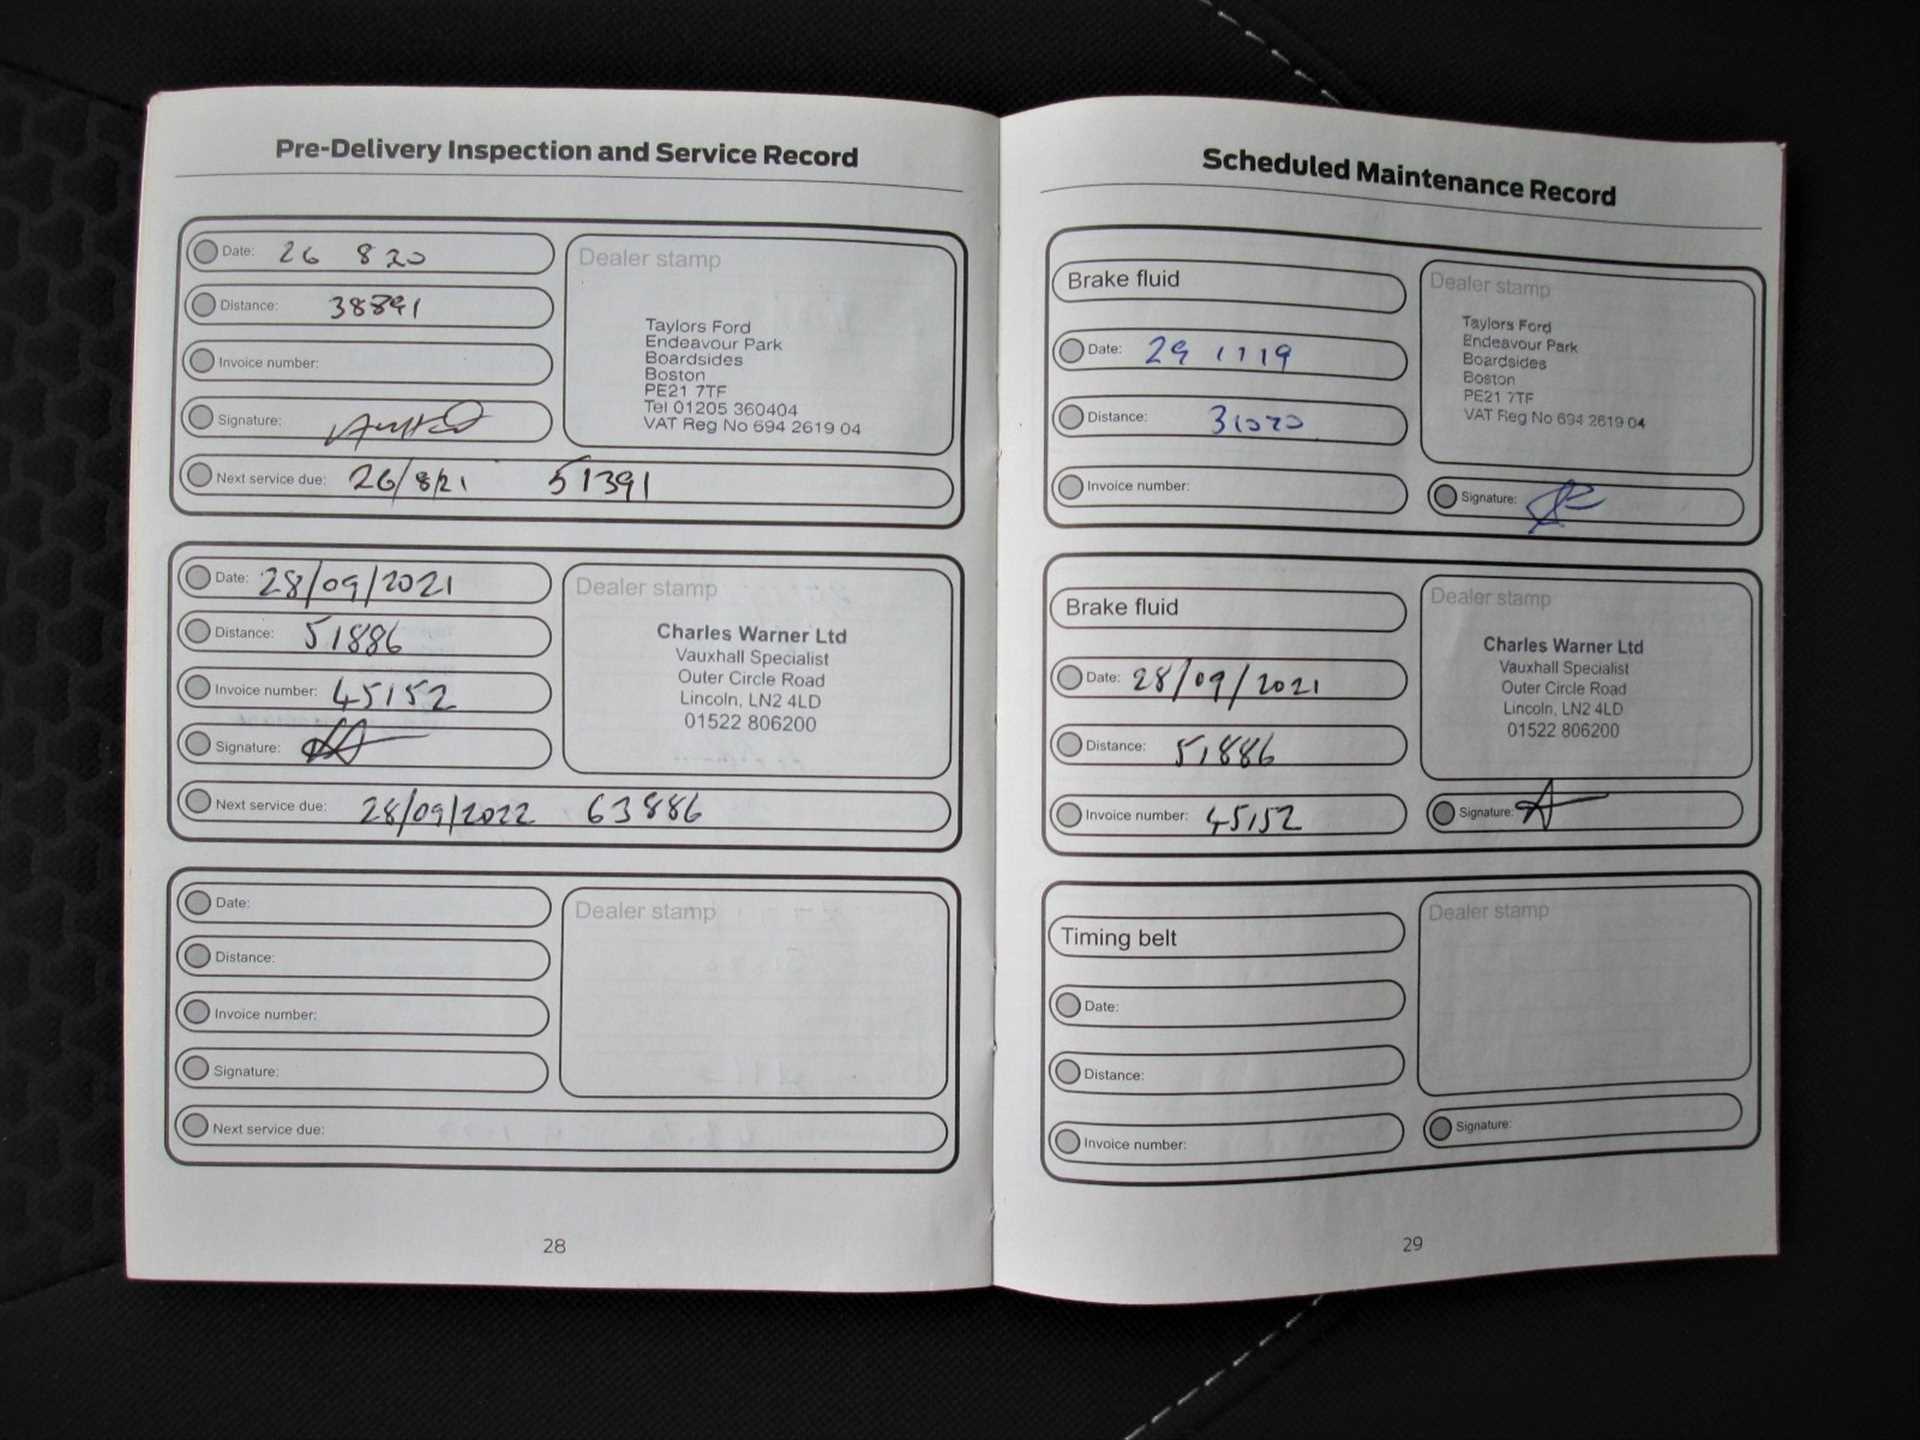 Pre-Delivery Inspection and Service Record
Date: 26 8 20
Distance: 38891
Invoice number:
Signature:
Next service due: 26/8/21 51391
Dealer stamp
Taylors Ford
Endeavour Park
Boardsides
Boston
PE21 7TF
Tel 01205 360404
VAT Reg No 694 2619 04
Date: 28/09/2021
Distance: 51886
Invoice number: 45152
Signature:
Next service due: 28/09/2022 63886
Dealer stamp
Charles Warner Ltd
Vauxhall Specialist
Outer Circle Road
Lincoln, LN2 4LD
01522 806200
Date:
Distance:
Invoice number:
Signature:
Next service due:
Dealer stamp
28
Scheduled Maintenance Record
Brake fluid
Date: 29 11 19
Distance:
Invoice number:
Dealer stamp
Taylors Ford
Endeavour Park
Boardsides
Boston
PE21 7TF
VAT Reg No 694 2619 04
Signature:
Brake fluid
Date: 28/09/2021
Distance: 51886
Invoice number: 45152
Dealer stamp
Charles Warner Ltd
Vauxhall Specialist
Outer Circle Road
Lincoln, LN2 4LD
01522 806200
Signature:
Timing belt
Date:
Distance:
Invoice number:
Dealer stamp
Signature:
29